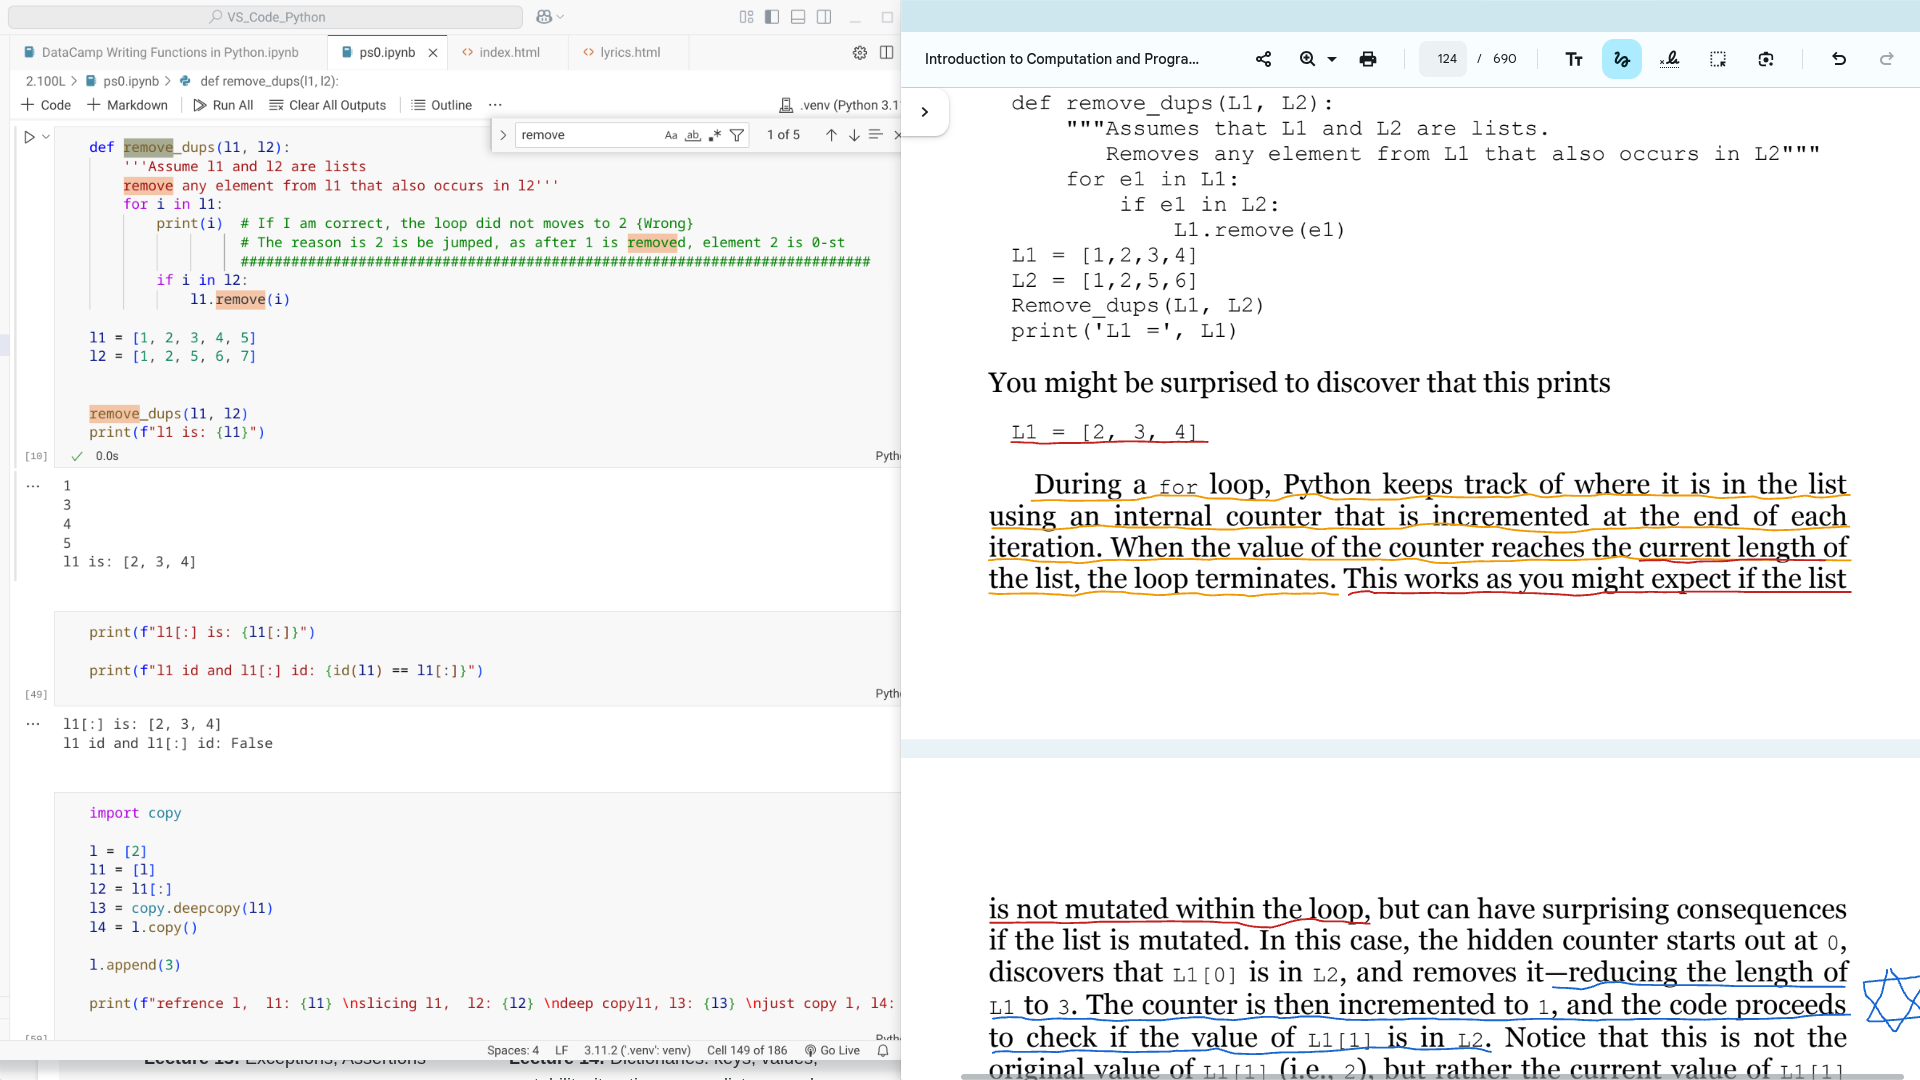 VS_Code_Python
DataCamp Writing Functions in Python.ipynb
ps0.ipynb
index.html
lyrics.html
2.100L > ps0.ipynb > def remove_dups(l1, l2):
+ Code + Markdown Run All Clear All Outputs Outline ... .venv (Python 3.1
remove Aa ab 1 of 5
def remove_dups(l1, l2):
'''Assume l1 and l2 are lists
remove any element from l1 that also occurs in l2'''
for i in l1:
print(i) # If I am correct, the loop did not moves to 2 {Wrong}
# The reason is 2 is be jumped, as after 1 is removed, element 2 is 0-st
###########################################################################
if i in l2:
l1.remove(i)
l1 = [1, 2, 3, 4, 5]
l2 = [1, 2, 5, 6, 7]
remove_dups(l1, l2)
print(f"l1 is: {l1}")
[10] 0.0s Pyth
1
3
4
5
l1 is: [2, 3, 4]
print(f"l1[:] is: {l1[:]}")
print(f"l1 id and l1[:] id: {id(l1) == l1[:]}")
[49] Pyth
l1[:] is: [2, 3, 4]
l1 id and l1[:] id: False
import copy
l = [2]
l1 = [l]
l2 = l1[:]
l3 = copy.deepcopy(l1)
l4 = l.copy()
l.append(3)
print(f"refrence l,  l1: {l1} \nslicing l1,  l2: {l2} \ndeep copyl1, l3: {l3} \njust copy l, l4:
Spaces: 4 LF 3.11.2 ('.venv': venv) Cell 149 of 186 Go Live
Introduction to Computation and Progra... 124 / 690
def remove_dups(L1, L2):
"""Assumes that L1 and L2 are lists.
Removes any element from L1 that also occurs in L2"""
for e1 in L1:
if e1 in L2:
L1.remove(e1)
L1 = [1,2,3,4]
L2 = [1,2,5,6]
Remove_dups(L1, L2)
print('L1 =', L1)
You might be surprised to discover that this prints
L1 = [2, 3, 4]
During a for loop, Python keeps track of where it is in the list
using an internal counter that is incremented at the end of each
iteration. When the value of the counter reaches the current length of
the list, the loop terminates. This works as you might expect if the list
is not mutated within the loop, but can have surprising consequences
if the list is mutated. In this case, the hidden counter starts out at 0,
discovers that L1[0] is in L2, and removes it—reducing the length of
L1 to 3. The counter is then incremented to 1, and the code proceeds
to check if the value of L1[1] is in L2. Notice that this is not the
original value of L1[1] (i.e., 2), but rather the current value of L1[1]